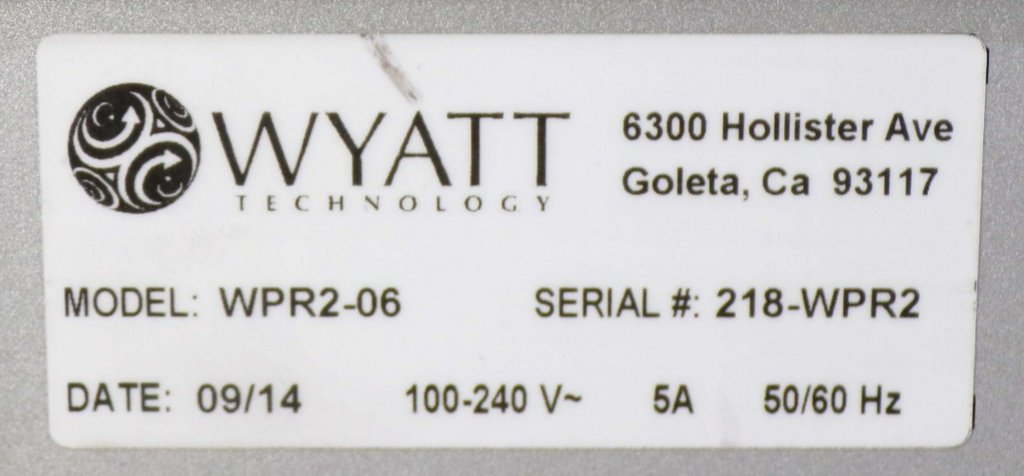 WYATT
TECHNOLOGY
6300 Hollister Ave
Goleta, Ca 93117
MODEL: WPR2-06 SERIAL #: 218-WPR2
DATE: 09/14 100-240 V~ 5A 50/60 Hz